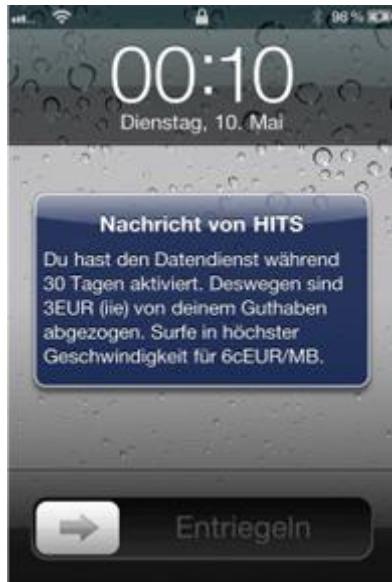 98 %
00:10
Dienstag, 10. Mai
Nachricht von HITS
Du hast den Datendienst während
30 Tagen aktiviert. Deswegen sind
3EUR (iie) von deinem Guthaben
abgezogen. Surfe in höchster
Geschwindigkeit für 6cEUR/MB.
Entriegeln